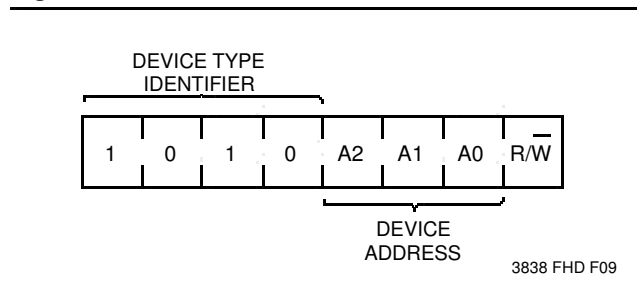 DEVICE TYPE
IDENTIFIER
1 0 1 0 A2 A1 A0 R/W̅
DEVICE
ADDRESS
3838 FHD F09